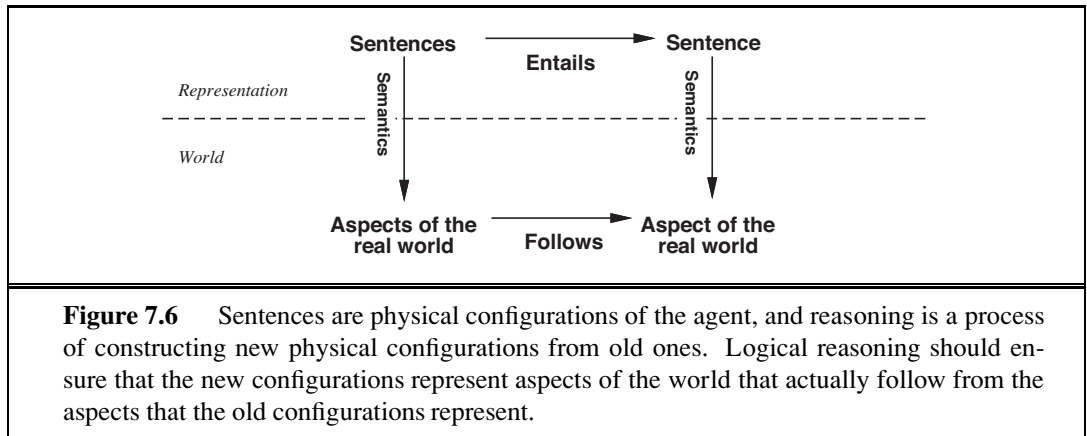 Sentences Sentence
Entails
Semantics Semantics
Representation
World
Aspects of the Aspect of the
real world Follows real world
Figure 7.6 Sentences are physical configurations of the agent, and reasoning is a process
of constructing new physical configurations from old ones. Logical reasoning should en-
sure that the new configurations represent aspects of the world that actually follow from the
aspects that the old configurations represent.